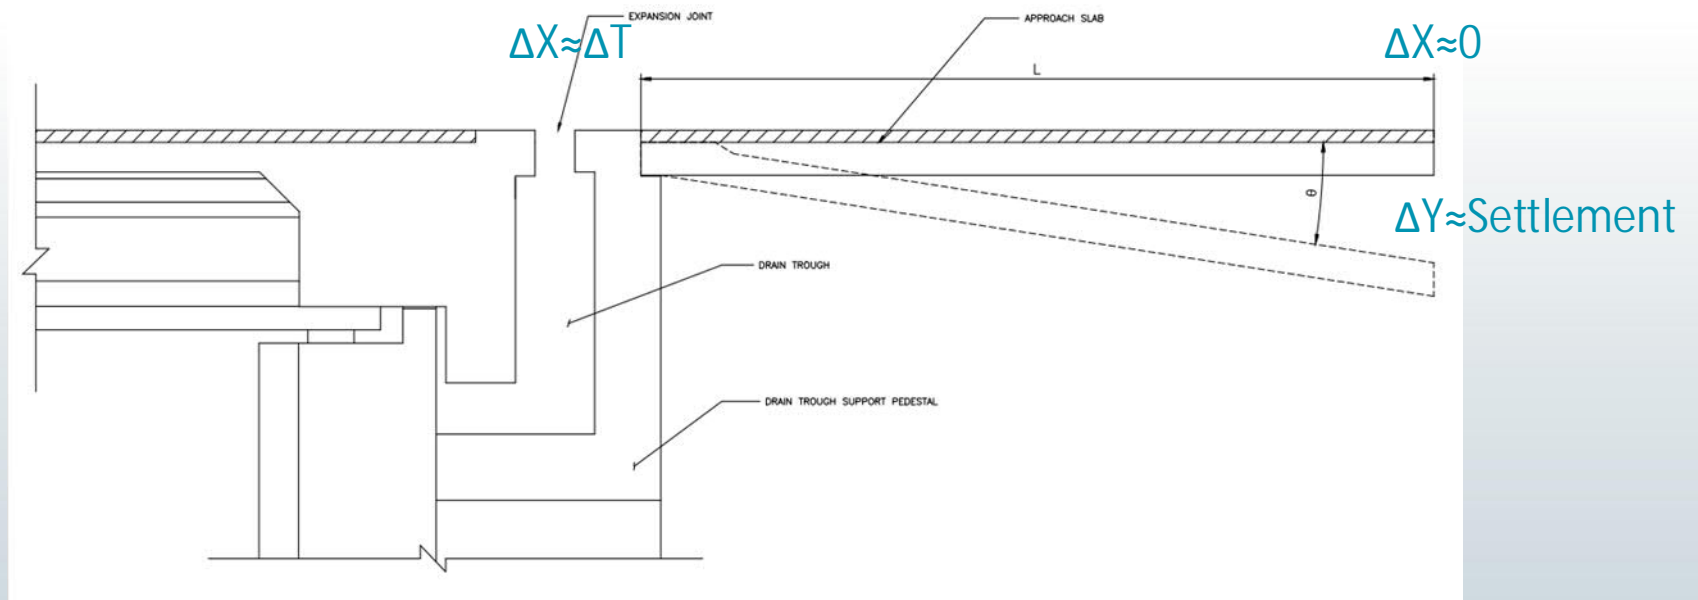 EXPANSION JOINT
APPROACH SLAB
ΔX≈ΔT
ΔX≈0
L
θ
ΔY≈Settlement
DRAIN TROUGH
DRAIN TROUGH SUPPORT PEDESTAL